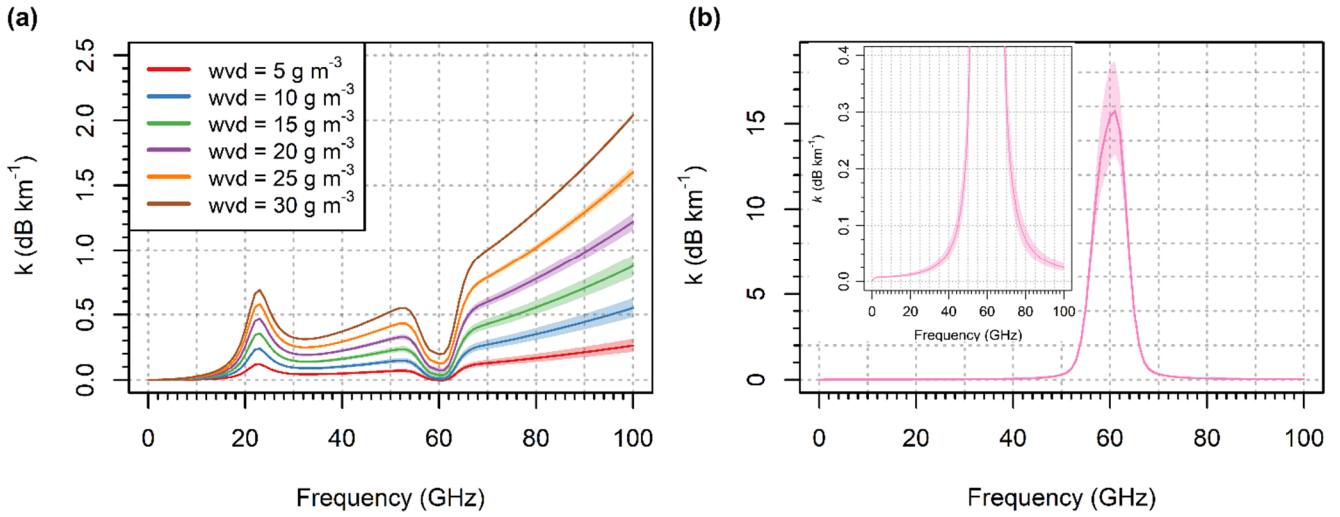 (a)
2.5
2.0
1.5
1.0
0.5
0.0
k (dB km⁻¹)
wvd = 5 g m⁻³
wvd = 10 g m⁻³
wvd = 15 g m⁻³
wvd = 20 g m⁻³
wvd = 25 g m⁻³
wvd = 30 g m⁻³
0 20 40 60 80 100
Frequency (GHz)
(b)
15
10
5
0
k (dB km⁻¹)
0.4
0.3
0.2
0.1
0.0
k (dB km⁻¹)
0 20 40 60 80 100
Frequency (GHz)
0 20 40 60 80 100
Frequency (GHz)